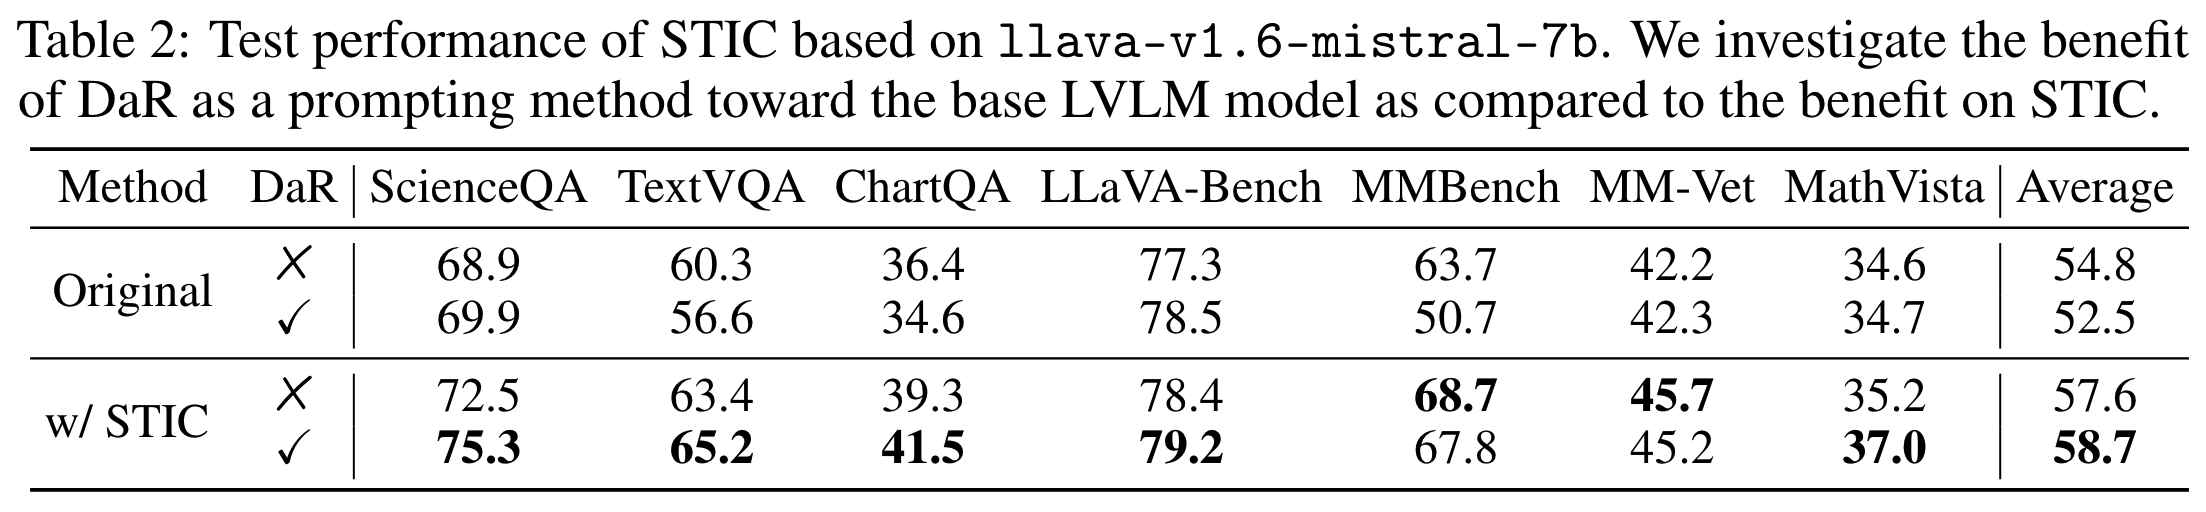 Table 2: Test performance of STIC based on llava-v1.6-mistral-7b. We investigate the benefit
of DaR as a prompting method toward the base LVLM model as compared to the benefit on STIC.
Method DaR ScienceQA TextVQA ChartQA LLaVA-Bench MMBench MM-Vet MathVista Average
Original ✗ 68.9 60.3 36.4 77.3 63.7 42.2 34.6 54.8
✓ 69.9 56.6 34.6 78.5 50.7 42.3 34.7 52.5
w/ STIC ✗ 72.5 63.4 39.3 78.4 68.7 45.7 35.2 57.6
✓ 75.3 65.2 41.5 79.2 67.8 45.2 37.0 58.7